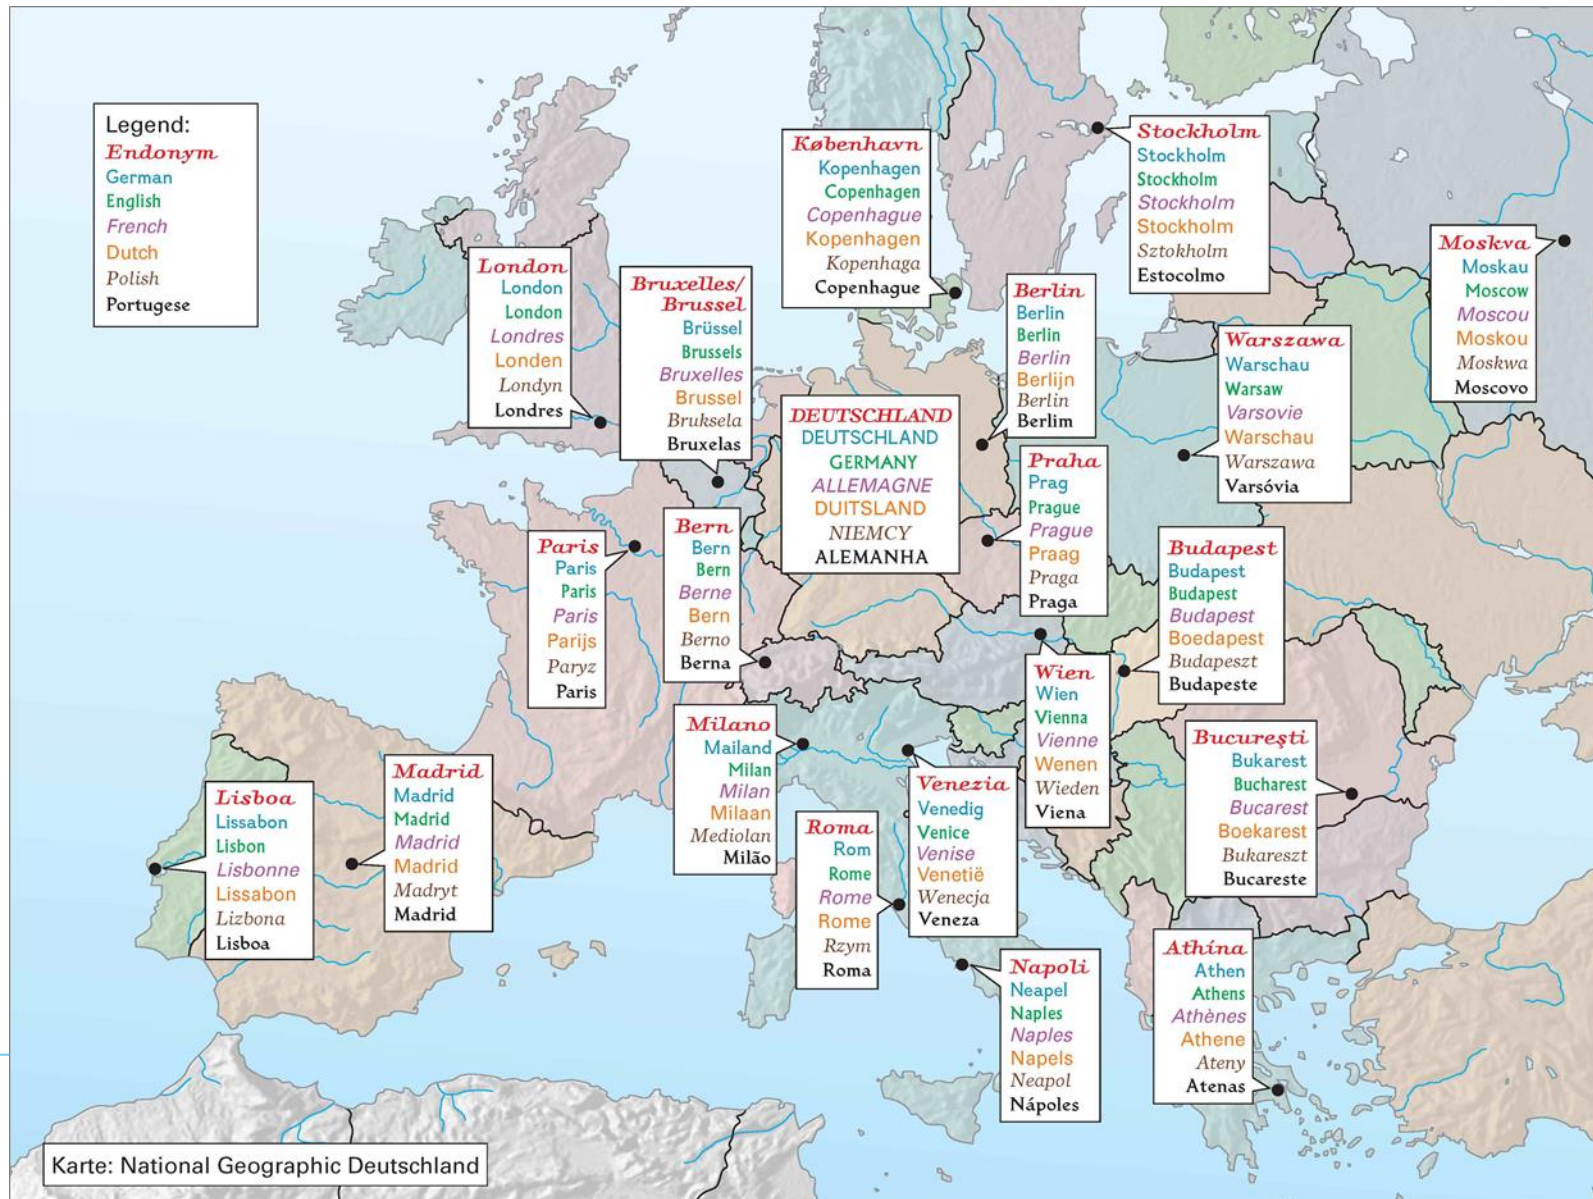 Legend:
Endonym
German
English
French
Dutch
Polish
Portugese
København
Kopenhagen
Copenhagen
Copenhague
Kopenhagen
Kopenhaga
Copenhague
Stockholm
Stockholm
Stockholm
Stockholm
Stockholm
Sztokholm
Estocolmo
Moskva
Moskau
Moscow
Moscou
Moskou
Moskwa
Moscovo
London
London
London
Londres
Londen
Londyn
Londres
Bruxelles/
Brussel
Brüssel
Brussels
Bruxelles
Brussel
Bruksela
Bruxelas
Berlin
Berlin
Berlin
Berlin
Berlijn
Berlin
Berlim
Warszawa
Warschau
Warsaw
Varsovie
Warschau
Warszawa
Varsóvia
DEUTSCHLAND
DEUTSCHLAND
GERMANY
ALLEMAGNE
DUITSLAND
NIEMCY
ALEMANHA
Praha
Prag
Prague
Prague
Praag
Praga
Praga
Paris
Paris
Paris
Paris
Parijs
Paryz
Paris
Bern
Bern
Bern
Berne
Bern
Berno
Berna
Budapest
Budapest
Budapest
Budapest
Boedapest
Budapeszt
Budapeste
Wien
Wien
Vienna
Vienne
Wenen
Wieden
Viena
Milano
Mailand
Milan
Milan
Milaan
Mediolan
Milão
Bucureşti
Bukarest
Bucharest
Bucarest
Boekarest
Bukareszt
Bucareste
Madrid
Madrid
Madrid
Madrid
Madrid
Madryt
Madrid
Lisboa
Lissabon
Lisbon
Lisbonne
Lissabon
Lizbona
Lisboa
Venezia
Venedig
Venice
Venise
Venetië
Wenecja
Veneza
Roma
Rom
Rome
Rome
Rome
Rzym
Roma
Napoli
Neapel
Naples
Naples
Napels
Neapol
Nápoles
Athína
Athen
Athens
Athènes
Athene
Ateny
Atenas
Karte: National Geographic Deutschland